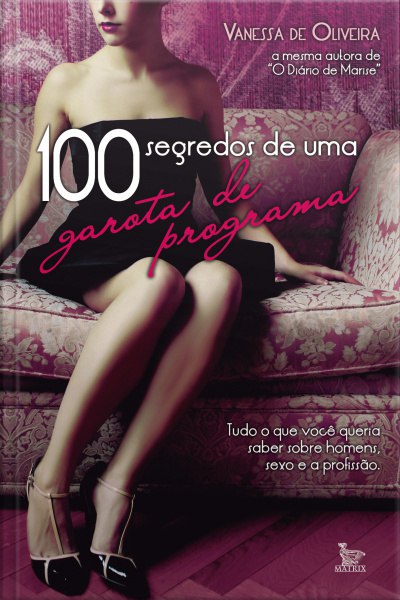 VANESSA DE OLIVEIRA
a mesma autora de
"O Diário de Marise"
100 segredos de uma
garota de
programa
Tudo o que você queria
saber sobre homens,
sexo e a profissão.
MATRIX